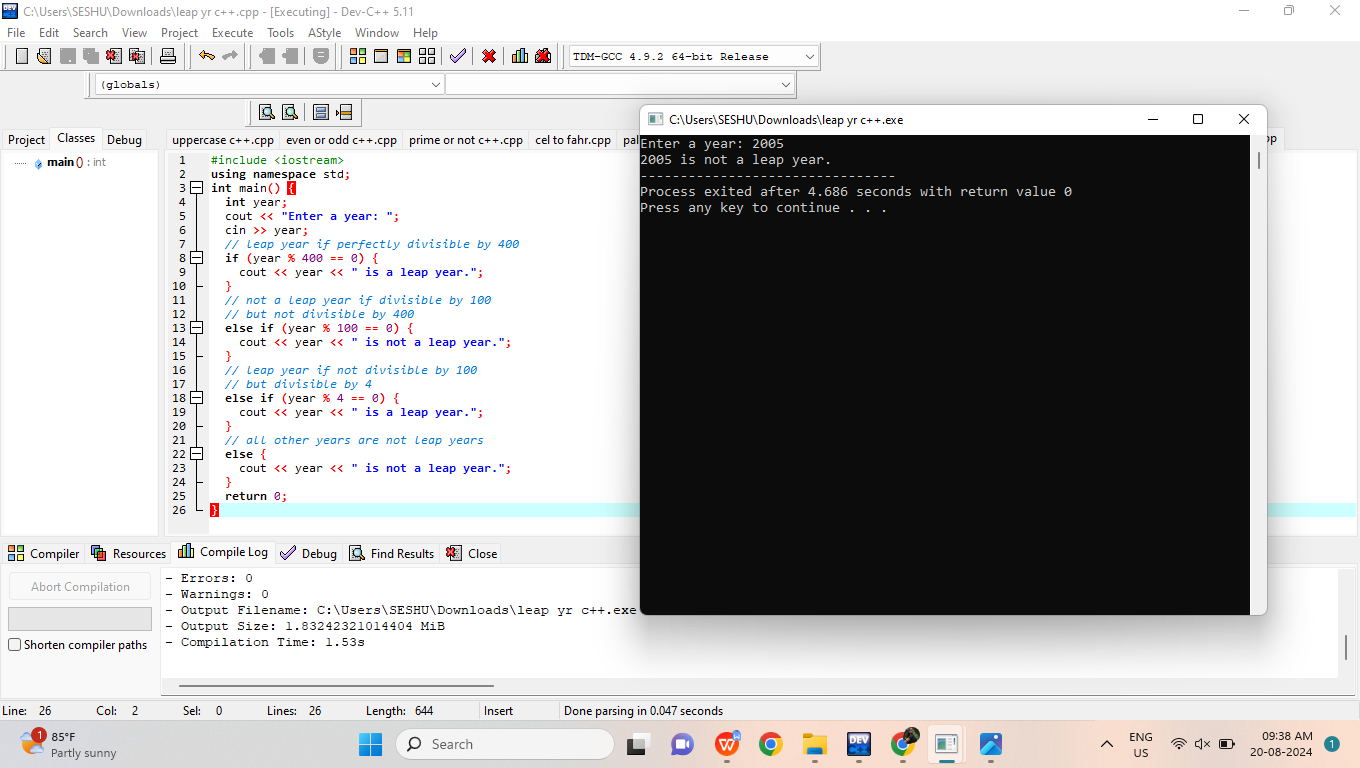 C:\Users\SESHU\Downloads\leap yr c++.cpp - [Executing] - Dev-C++ 5.11
File Edit Search View Project Execute Tools AStyle Window Help
TDM-GCC 4.9.2 64-bit Release
(globals)
Project Classes Debug
uppercase c++.cpp even or odd c++.cpp prime or not c++.cpp cel to fahr.cpp pal
main () : int
1 #include <iostream>
2 using namespace std;
3 int main() {
4 int year;
5 cout << "Enter a year: ";
6 cin >> year;
7 // leap year if perfectly divisible by 400
8 if (year % 400 == 0) {
9 cout << year << " is a leap year.";
10 }
11 // not a leap year if divisible by 100
12 // but not divisible by 400
13 else if (year % 100 == 0) {
14 cout << year << " is not a leap year.";
15 }
16 // leap year if not divisible by 100
17 // but divisible by 4
18 else if (year % 4 == 0) {
19 cout << year << " is a leap year.";
20 }
21 // all other years are not leap years
22 else {
23 cout << year << " is not a leap year.";
24 }
25 return 0;
26 }
C:\Users\SESHU\Downloads\leap yr c++.exe
Enter a year: 2005
2005 is not a leap year.
--------------------------------
Process exited after 4.686 seconds with return value 0
Press any key to continue . . .
Compiler Resources Compile Log Debug Find Results Close
Abort Compilation
Shorten compiler paths
- Errors: 0
- Warnings: 0
- Output Filename: C:\Users\SESHU\Downloads\leap yr c++.exe
- Output Size: 1.83242321014404 MiB
- Compilation Time: 1.53s
Line: 26 Col: 2 Sel: 0 Lines: 26 Length: 644 Insert Done parsing in 0.047 seconds
1
85°F
Partly sunny
Search
DEV
ENG
US
09:38 AM
20-08-2024
1